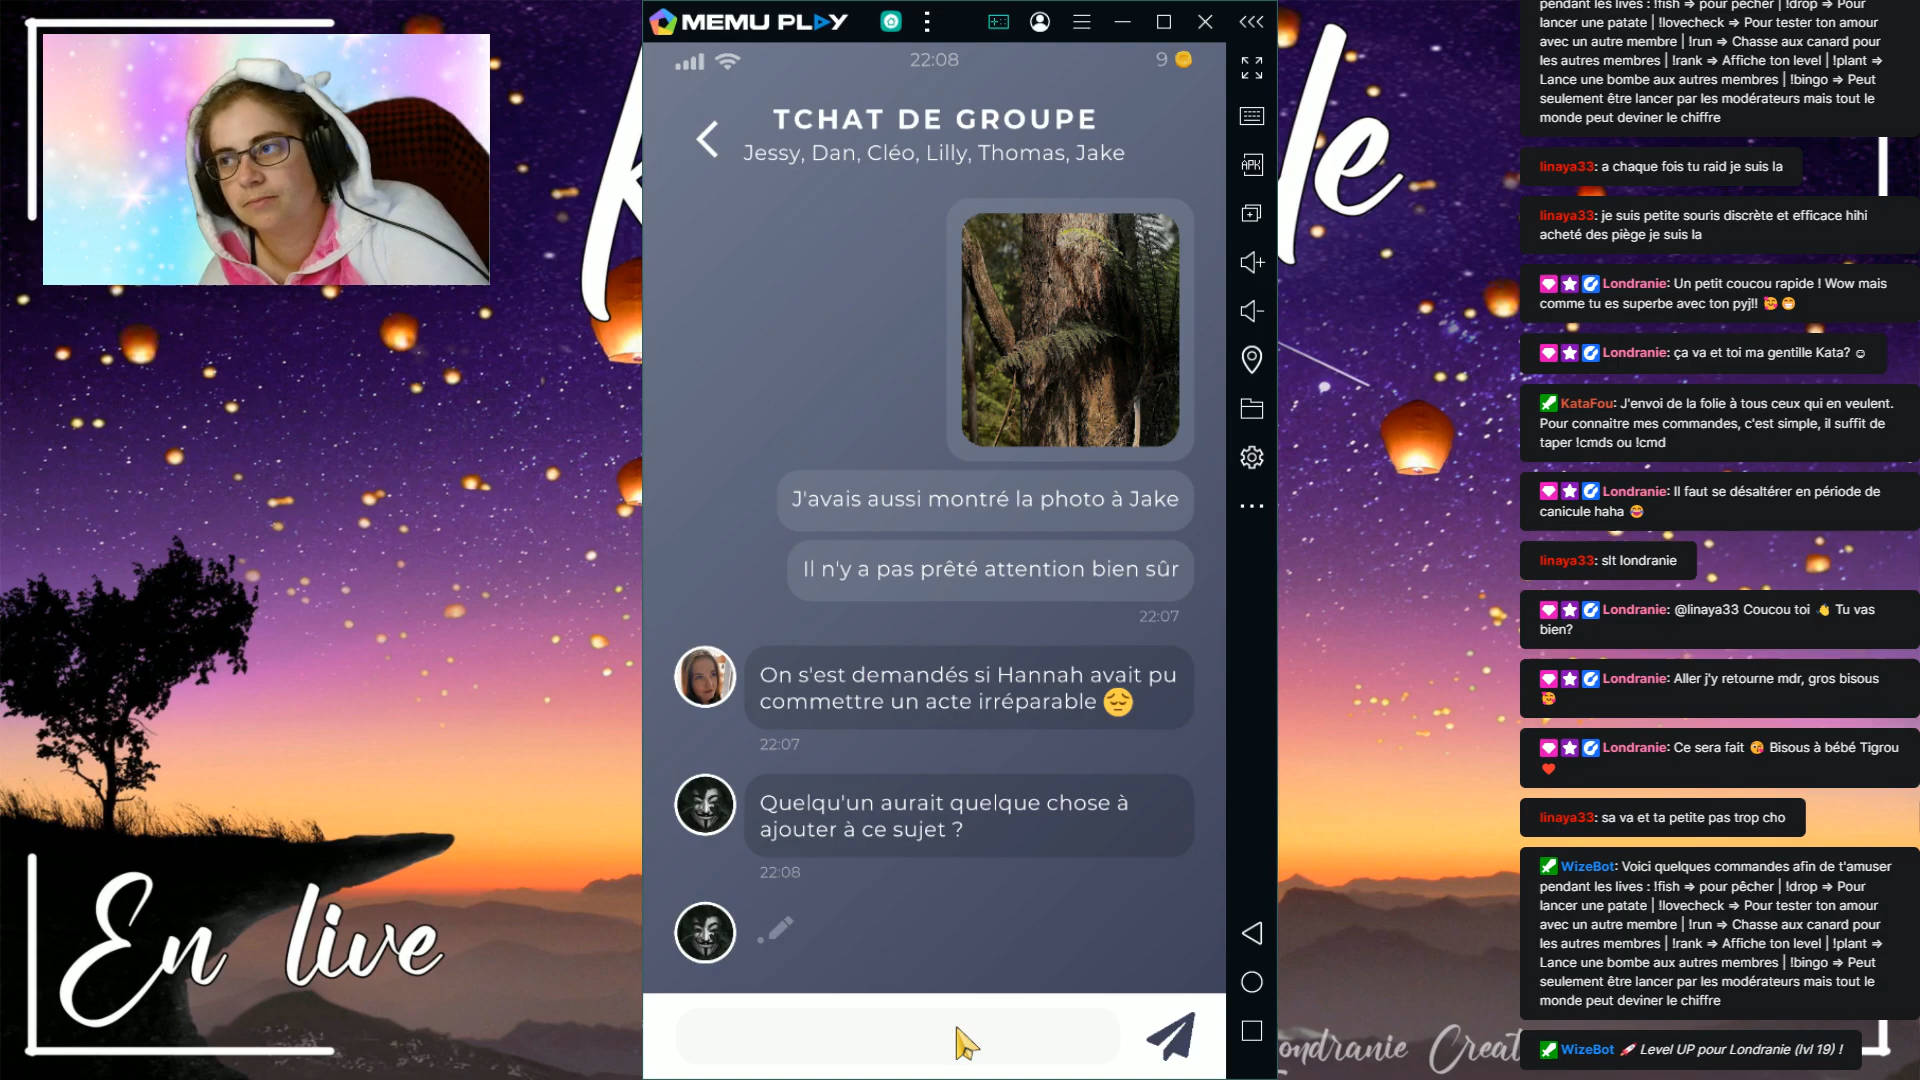 MEMU PLAY
22:08
9
TCHAT DE GROUPE
Jessy, Dan, Cléo, Lilly, Thomas, Jake
J'avais aussi montré la photo à Jake
Il n'y a pas prêté attention bien sûr
22:07
On s'est demandés si Hannah avait pu
commettre un acte irréparable 😔
22:07
Quelqu'un aurait quelque chose à
ajouter à ce sujet ?
22:08
APK
En live
pendant les lives : !fish => pour pêcher | !drop => Pour
lancer une patate | !lovecheck => Pour tester ton amour
avec un autre membre | !run => Chasse aux canard pour
les autres membres | !rank => Affiche ton level | !plant =>
Lance une bombe aux autres membres | !bingo => Peut
seulement être lancer par les modérateurs mais tout le
monde peut deviner le chiffre
linaya33: a chaque fois tu raid je suis la
linaya33: je suis petite souris discrète et efficace hihi
acheté des piège je suis la
Londranie: Un petit coucou rapide ! Wow mais
comme tu es superbe avec ton pyj!! 🥰 😁
Londranie: ça va et toi ma gentille Kata? ☺
KataFou: J'envoi de la folie à tous ceux qui en veulent.
Pour connaitre mes commandes, c'est simple, il suffit de
taper !cmds ou !cmd
Londranie: Il faut se désaltérer en période de
canicule haha 😂
linaya33: slt londranie
Londranie: @linaya33 Coucou toi 👋 Tu vas
bien?
Londranie: Aller j'y retourne mdr, gros bisous
🥰
Londranie: Ce sera fait 😘 Bisous à bébé Tigrou
❤️
linaya33: sa va et ta petite pas trop cho
WizeBot: Voici quelques commandes afin de t'amuser
pendant les lives : !fish => pour pêcher | !drop => Pour
lancer une patate | !lovecheck => Pour tester ton amour
avec un autre membre | !run => Chasse aux canard pour
les autres membres | !rank => Affiche ton level | !plant =>
Lance une bombe aux autres membres | !bingo => Peut
seulement être lancer par les modérateurs mais tout le
monde peut deviner le chiffre
WizeBot 🚀 Level UP pour Londranie (lvl 19) !